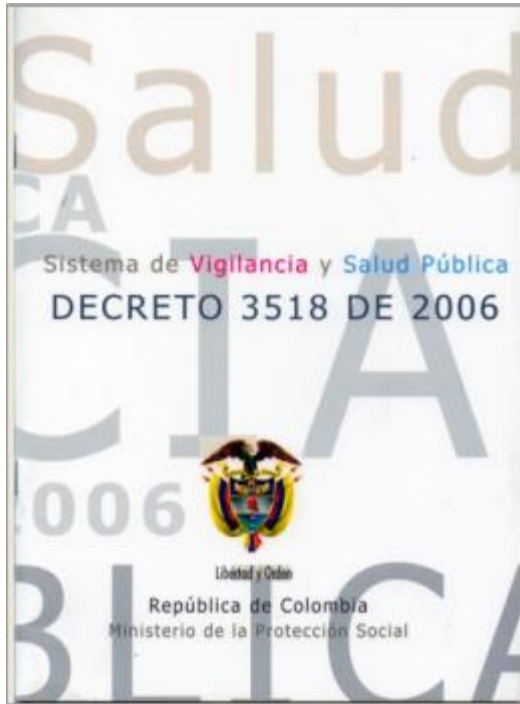 Salud
CA
Sistema de Vigilancia y Salud Pública
DECRETO 3518 DE 2006
CIA
2006
Libertad y Orden
República de Colombia
Ministerio de la Protección Social
BLICA